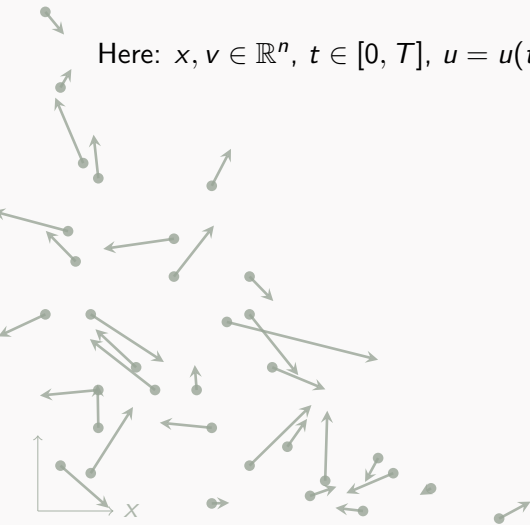 Here: x, v ∈ ℝⁿ, t ∈ [0, T], u = u(
x